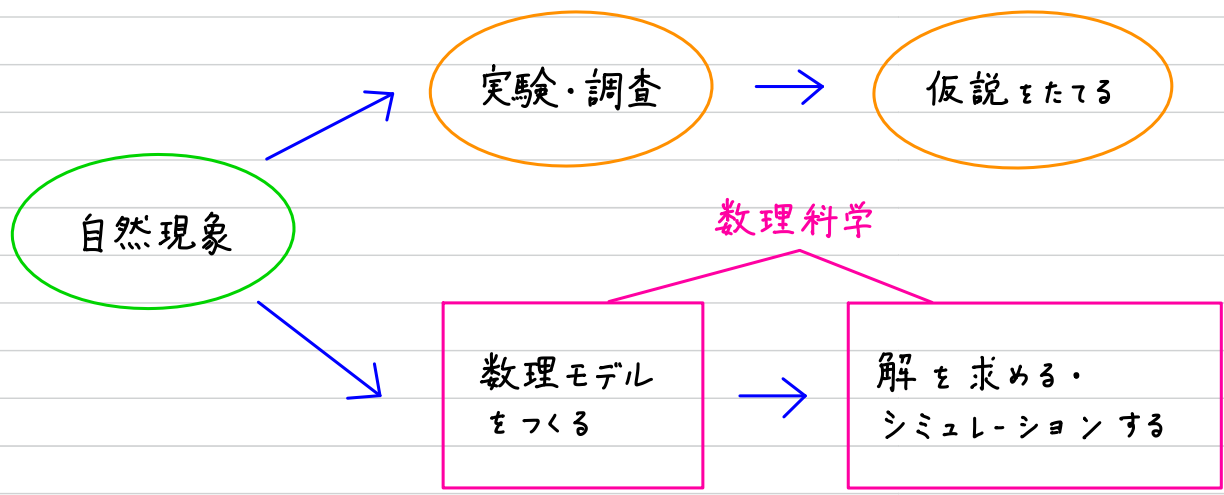 実験・調査
仮説をたてる
自然現象
数理科学
数理モデル
をつくる
解を求める・
シミュレーションする